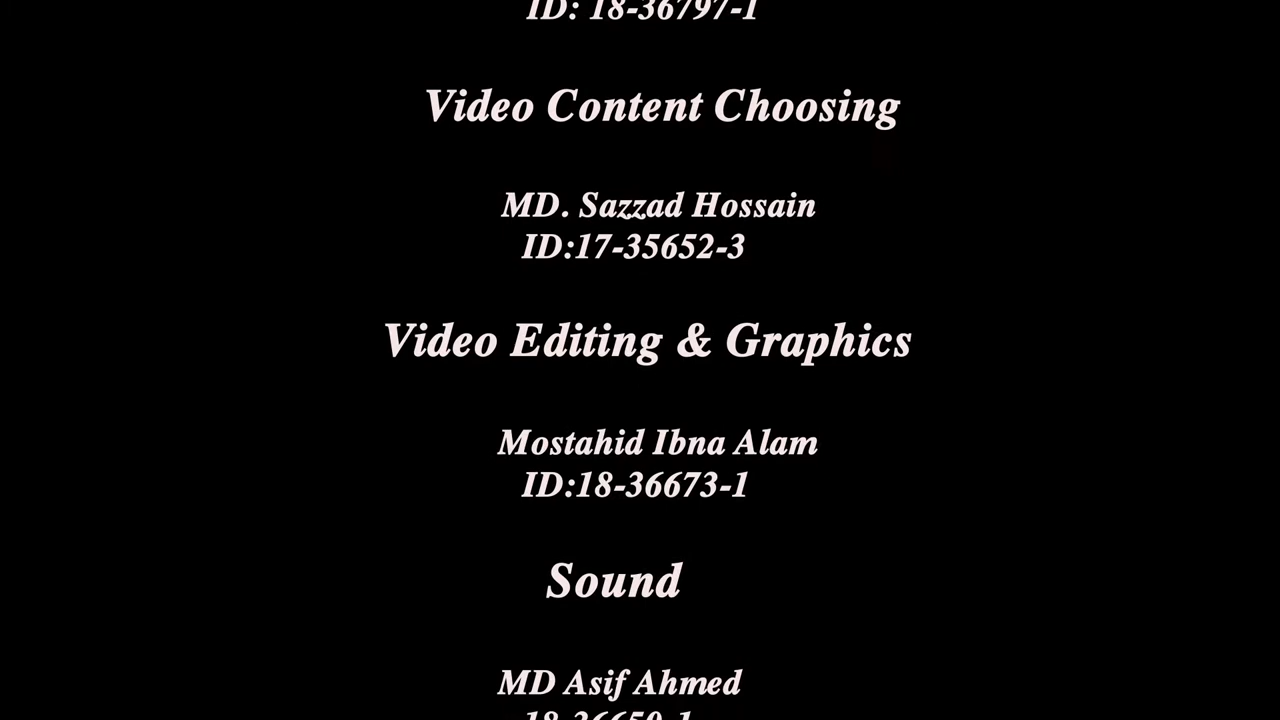 ID: 18-36797-1
Video Content Choosing
MD. Sazzad Hossain
ID:17-35652-3
Video Editing & Graphics
Mostahid Ibna Alam
ID:18-36673-1
Sound
MD Asif Ahmed